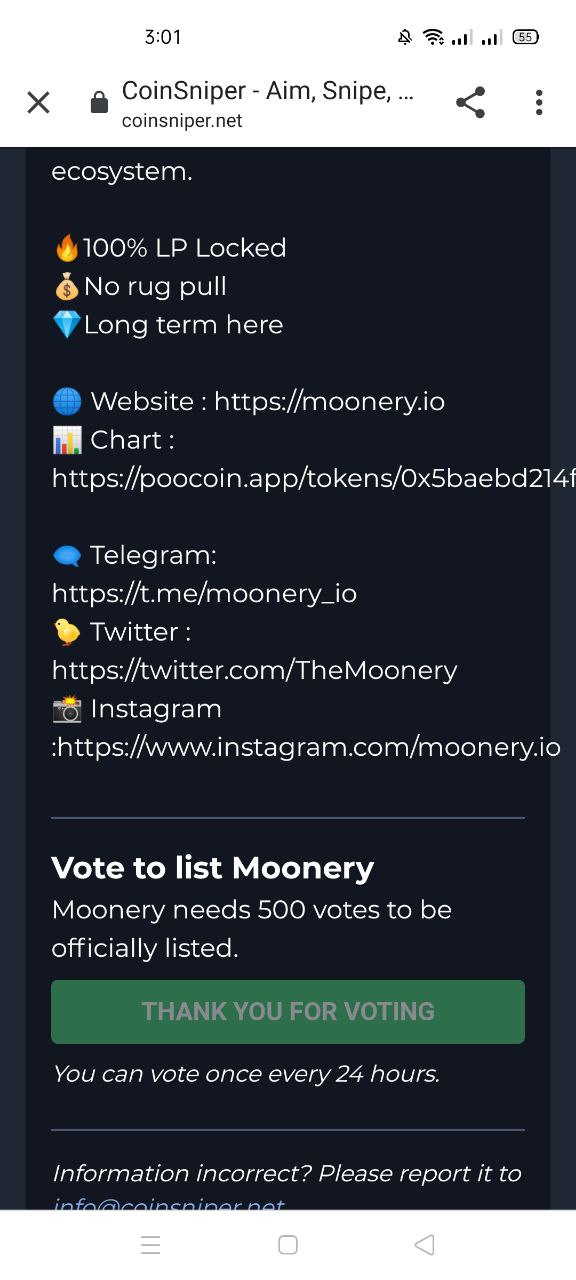 3:01
55
CoinSniper - Aim, Snipe, ...
coinsniper.net
ecosystem.
🔥100% LP Locked
💰No rug pull
💎Long term here
🌐 Website : https://moonery.io
📊 Chart :
https://poocoin.app/tokens/0x5baebd214f
🗨 Telegram:
https://t.me/moonery_io
🐤 Twitter :
https://twitter.com/TheMoonery
📸 Instagram
:https://www.instagram.com/moonery.io
Vote to list Moonery
Moonery needs 500 votes to be
officially listed.
THANK YOU FOR VOTING
You can vote once every 24 hours.
Information incorrect? Please report it to
info@coinsniper.net